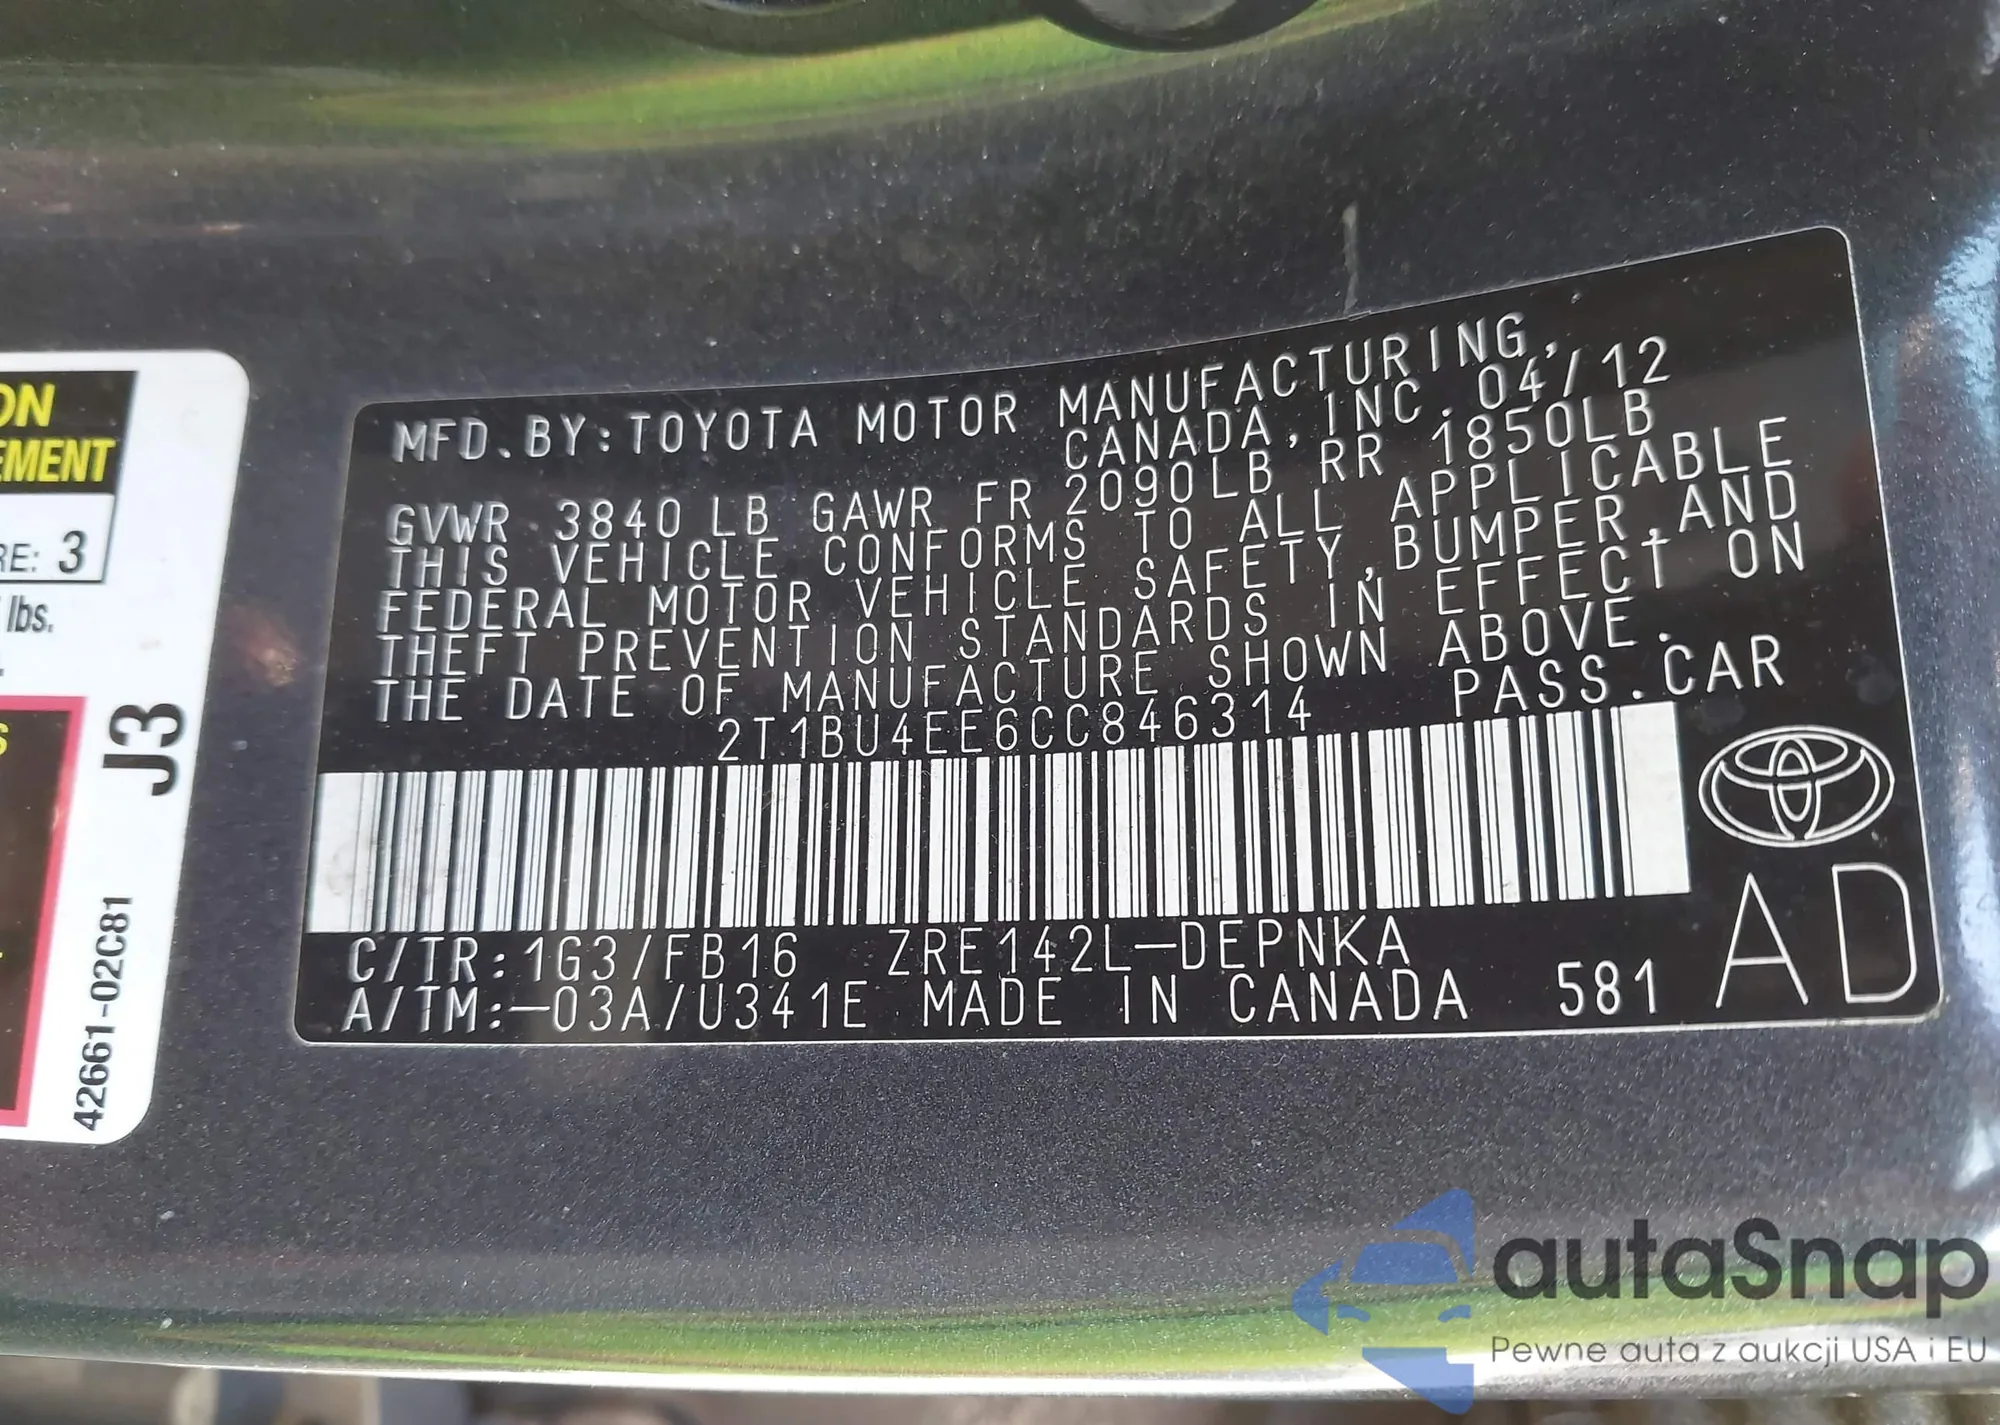 ON
EMENT
RE: 3
lbs.
J3
42661-02C81
MFD.BY:TOYOTA MOTOR MANUFACTURING,
CANADA, INC. 04/12
GVWR 3840 LB GAWR FR 2090LB RR 1850LB
THIS VEHICLE CONFORMS TO ALL APPLICABLE
FEDERAL MOTOR VEHICLE SAFETY, BUMPER, AND
THEFT PREVENTION STANDARDS IN EFFECT ON
THE DATE OF MANUFACTURE SHOWN ABOVE.
2T1BU4EE6CC846314 PASS.CAR
C/TR:1G3/FB16 ZRE142L-DEPNKA
A/TM:-03A/U341E MADE IN CANADA 581
AD
autaSnap
Pewne auta z aukcji USA i EU